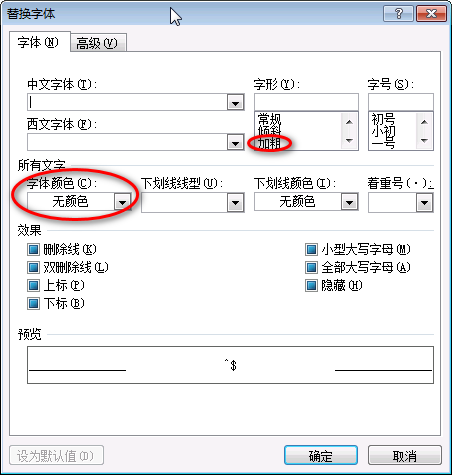 替换字体
字体(N) 高级(V)
中文字体(T): 字形(Y): 字号(S):
常规 初号
倾斜 小初
西文字体(F): 加粗 一号
所有文字
字体颜色(C): 下划线线型(U): 下划线颜色(I): 着重号(·):
无颜色 无颜色
效果
删除线(K) 小型大写字母(M)
双删除线(L) 全部大写字母(A)
上标(P) 隐藏(H)
下标(B)
预览
^$
设为默认值(D) 确定 取消